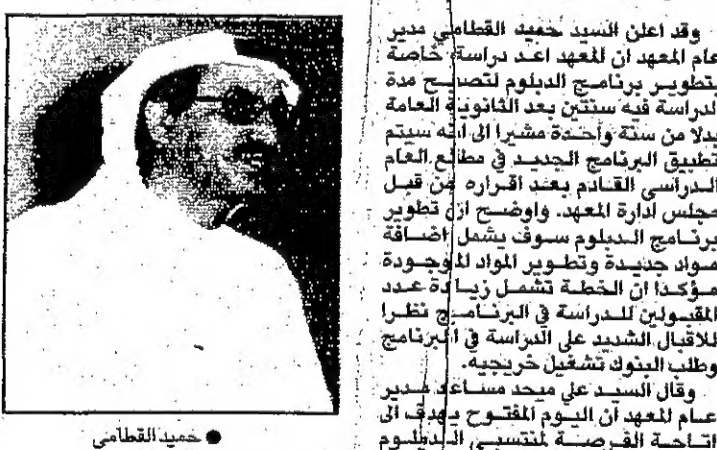 وقد اعلن السيد حميد القطامي مدير
عام المعهد ان المعهد اعد دراسة خاصة
بتطوير برنامج الدبلوم لتصبح مدة
الدراسة فيه سنتين بعد الثانوية العامة
بدلا من سنة واحدة مشيرا الى انه سيتم
تطبيق البرنامج الجديد في مطلع العام
الدراسي القادم بعد اقراره من قبل
مجلس ادارة المعهد. واوضح ان تطوير
برنامج الدبلوم سوف يشمل اضافة
مواد جديدة وتطوير المواد الموجودة
مؤكدا ان الخطة تشمل زيادة عدد
المقبولين للدراسة في البرنامج نظرا
للاقبال الشديد على الدراسة في البرنامج
وطلب البنوك تشغيل خريجيه.
وقال السيد علي ميحد مساعد مدير
عام المعهد ان اليوم المفتوح يهدف الى
اتاحة الفرصة لمنتسبي الدبلوم
● حميد القطامي